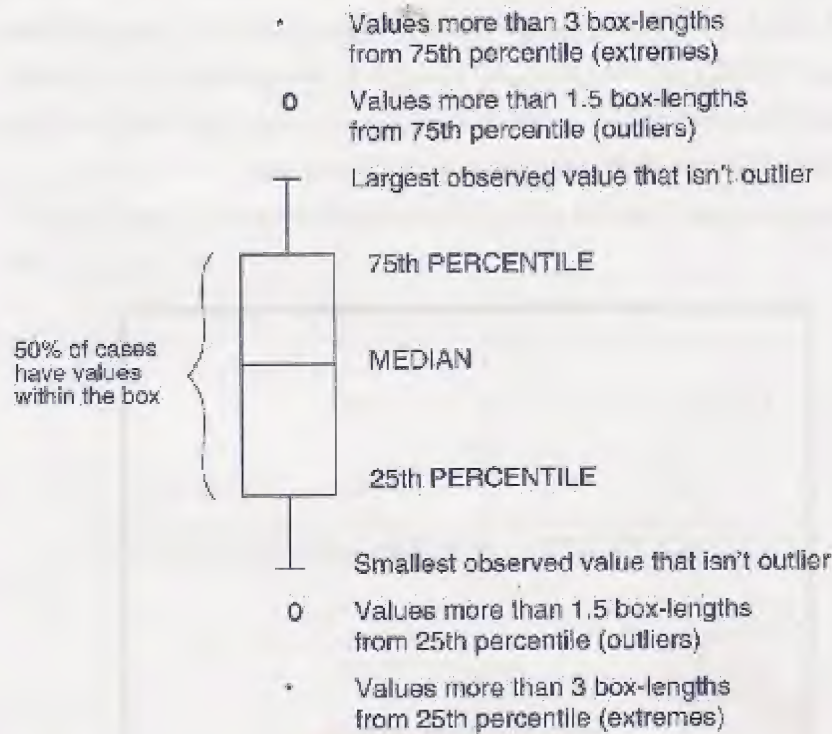 * Values more than 3 box-lengths
from 75th percentile (extremes)
O Values more than 1.5 box-lengths
from 75th percentile (outliers)
Largest observed value that isn't outlier
75th PERCENTILE
50% of cases
have values
within the box
MEDIAN
25th PERCENTILE
Smallest observed value that isn't outlier
O Values more than 1.5 box-lengths
from 25th percentile (outliers)
* Values more than 3 box-lengths
from 25th percentile (extremes)